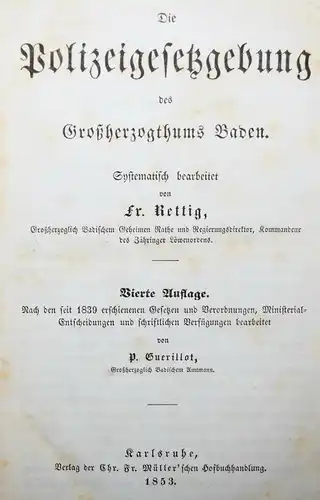 Die
Polizeigesetzgebung
des
Großherzogthums Baden.
Systematisch bearbeitet
von
Fr. Rettig,
Großherzoglich Badischem Geheimen Rathe und Regierungsdirektor, Kommandeur
des Zähringer Löwenordens.
Vierte Auflage.
Nach den seit 1839 erschienenen Gesetzen und Verordnungen, Ministerial-
Entscheidungen und schriftlichen Verfügungen bearbeitet
von
P. Guerillot,
Großherzoglich Badischem Amtmann.
Karlsruhe,
Verlag der Chr. Fr. Müller'schen Hofbuchhandlung.
1853.